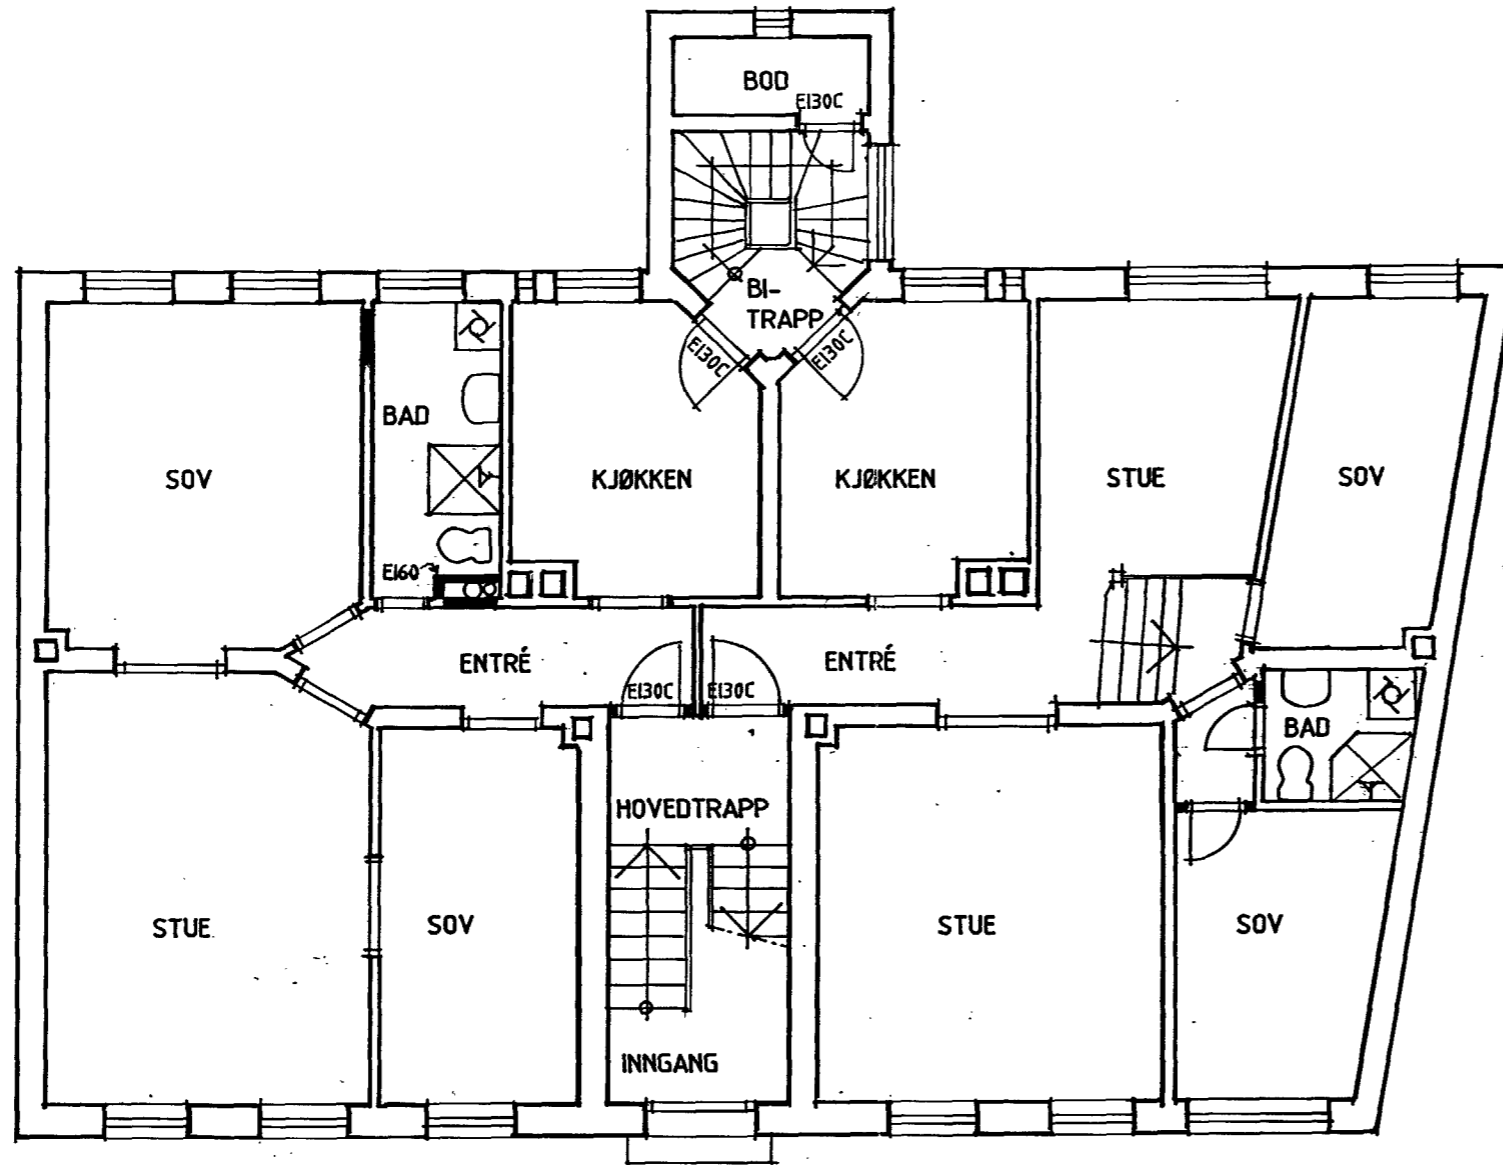 BOD
EI30C
BI-
TRAPP
EI30C
EI30C
BAD
SOV
KJØKKEN
KJØKKEN
STUE
SOV
EI60
ENTRÉ
ENTRÉ
EI30C
EI30C
BAD
HOVEDTRAPP
STUE
SOV
STUE
SOV
INNGANG